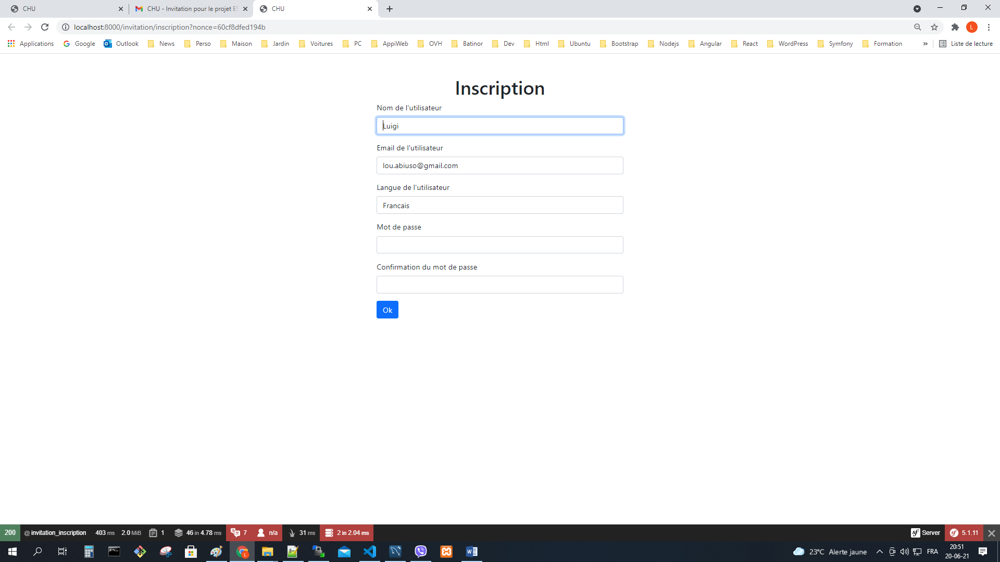 CHU
CHU - Invitation pour le projet ES
CHU
localhost:8000/invitation/inscription?nonce=60cf8dfed194b
L
Applications Google Outlook News Perso Maison Jardin Voitures PC AppiWeb OVH Batinor Dev Html Ubuntu Bootstrap Nodejs Angular React WordPress Symfony Formation » Liste de lecture
Inscription
Nom de l'utilisateur
Luigi
Email de l'utilisateur
lou.abiuso@gmail.com
Langue de l'utilisateur
Francais
Mot de passe
Confirmation du mot de passe
Ok
200 @ invitation_inscription 403 ms 2.0 MiB 1 46 in 4.78 ms 7 n/a 31 ms 2 in 2.04 ms Server 5.1.11
23°C Alerte jaune FRA 20:51
20-06-21